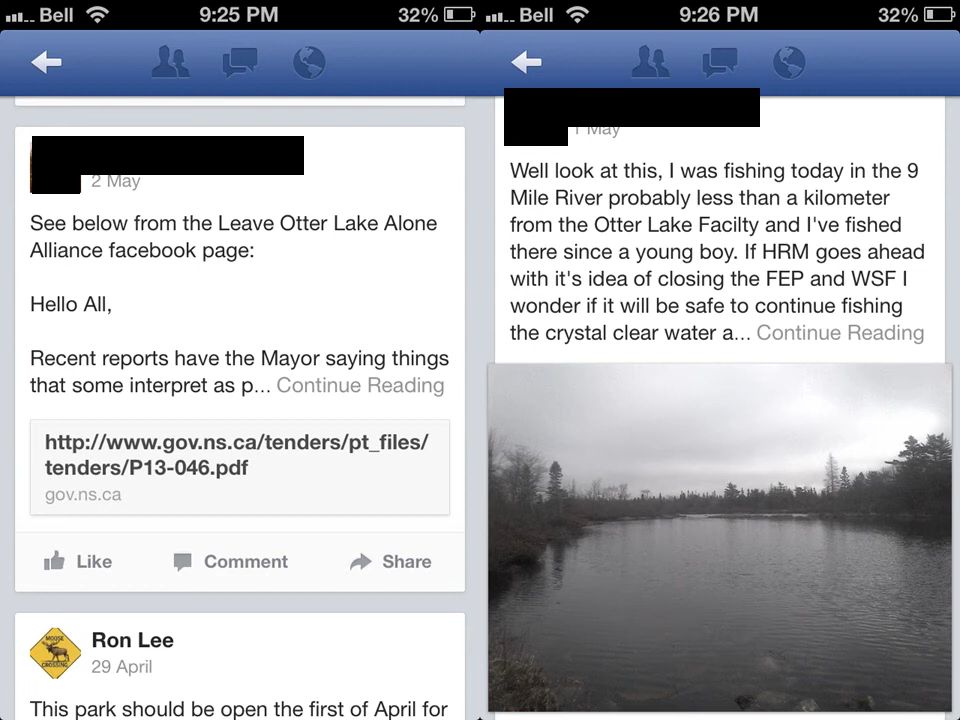 Bell 9:25 PM 32%
2 May
See below from the Leave Otter Lake Alone
Alliance facebook page:
Hello All,
Recent reports have the Mayor saying things
that some interpret as p... Continue Reading
http://www.gov.ns.ca/tenders/pt_files/
tenders/P13-046.pdf
gov.ns.ca
Like Comment Share
MOOSE
CROSSING
Ron Lee
29 April
This park should be open the first of April for
Bell 9:26 PM 32%
1 May
Well look at this, I was fishing today in the 9
Mile River probably less than a kilometer
from the Otter Lake Facilty and I've fished
there since a young boy. If HRM goes ahead
with it's idea of closing the FEP and WSF I
wonder if it will be safe to continue fishing
the crystal clear water a... Continue Reading